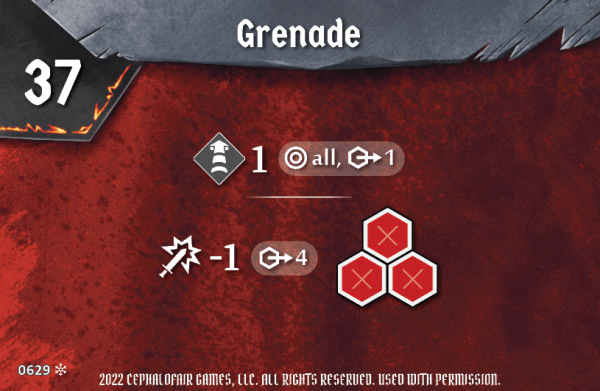 Grenade
37
1 all, 1
-1 4
0629
2022 CEPHALOFAIR GAMES, LLC. ALL RIGHTS RESERVED. USED WITH PERMISSION.